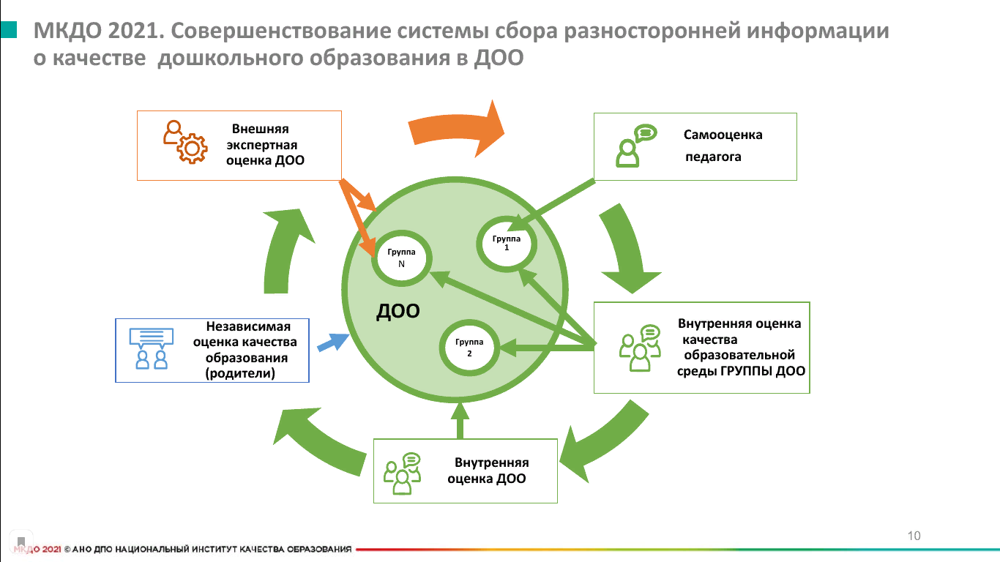 МКДО 2021. Совершенствование системы сбора разносторонней информации
о качестве дошкольного образования в ДОО
Внешняя
экспертная
оценка ДОО
Самооценка
педагога
Группа
1
Группа
N
ДОО
Группа
2
Независимая
оценка качества
образования
(родители)
Внутренняя оценка
качества
образовательной
среды ГРУППЫ ДОО
Внутренняя
оценка ДОО
10
МКДО 2021 © АНО ДПО НАЦИОНАЛЬНЫЙ ИНСТИТУТ КАЧЕСТВА ОБРАЗОВАНИЯ